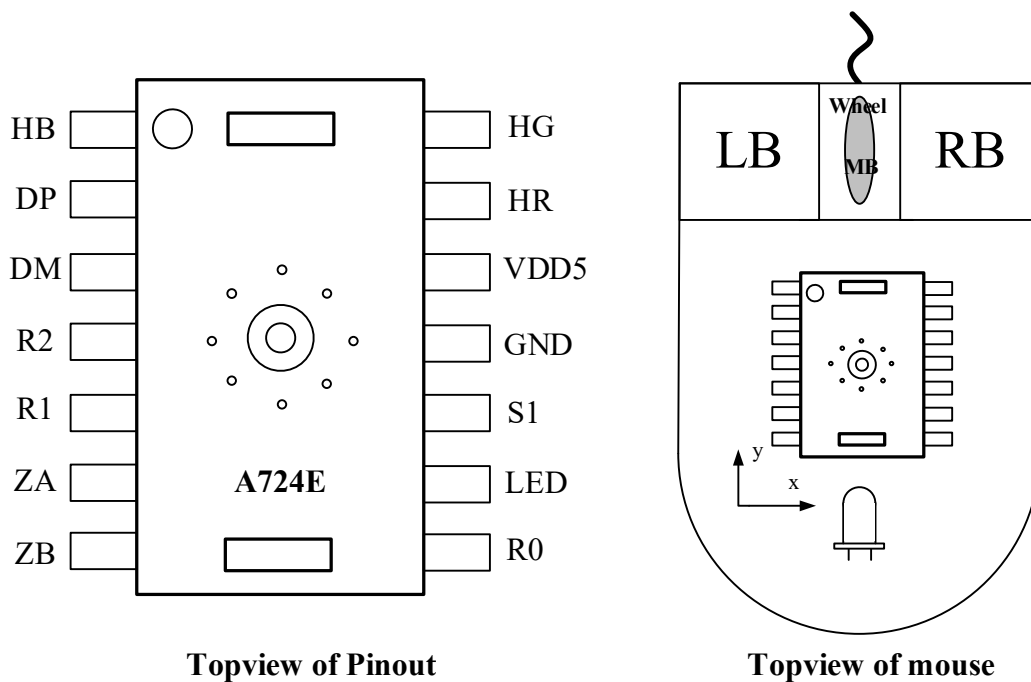 HB
DP
DM
R2
R1
ZA
ZB
HG
HR
VDD5
GND
S1
LED
R0
A724E
Topview of Pinout
LB
Wheel
MB
RB
y
x
Topview of mouse